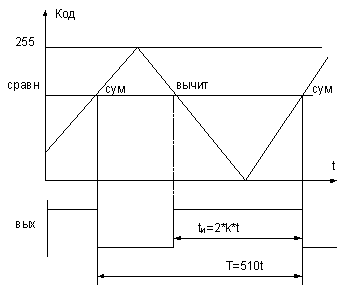 Код
255
сравн
сум
вычит
сум
t
вых
tи=2*k*t
T=510t